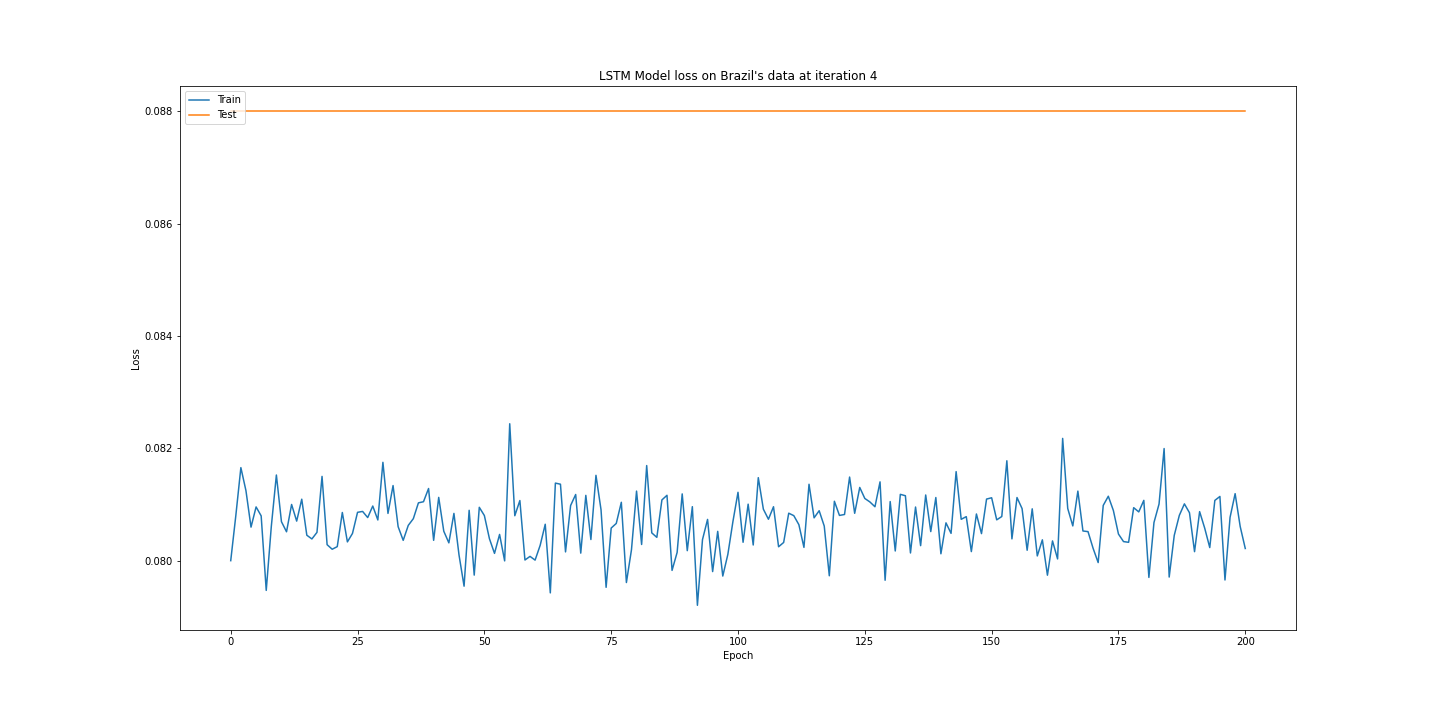 LSTM Model loss on Brazil's data at iteration 4
Train
Test
0.088
0.086
0.084
0.082
0.080
Loss
0 25 50 75 100 125 150 175 200
Epoch